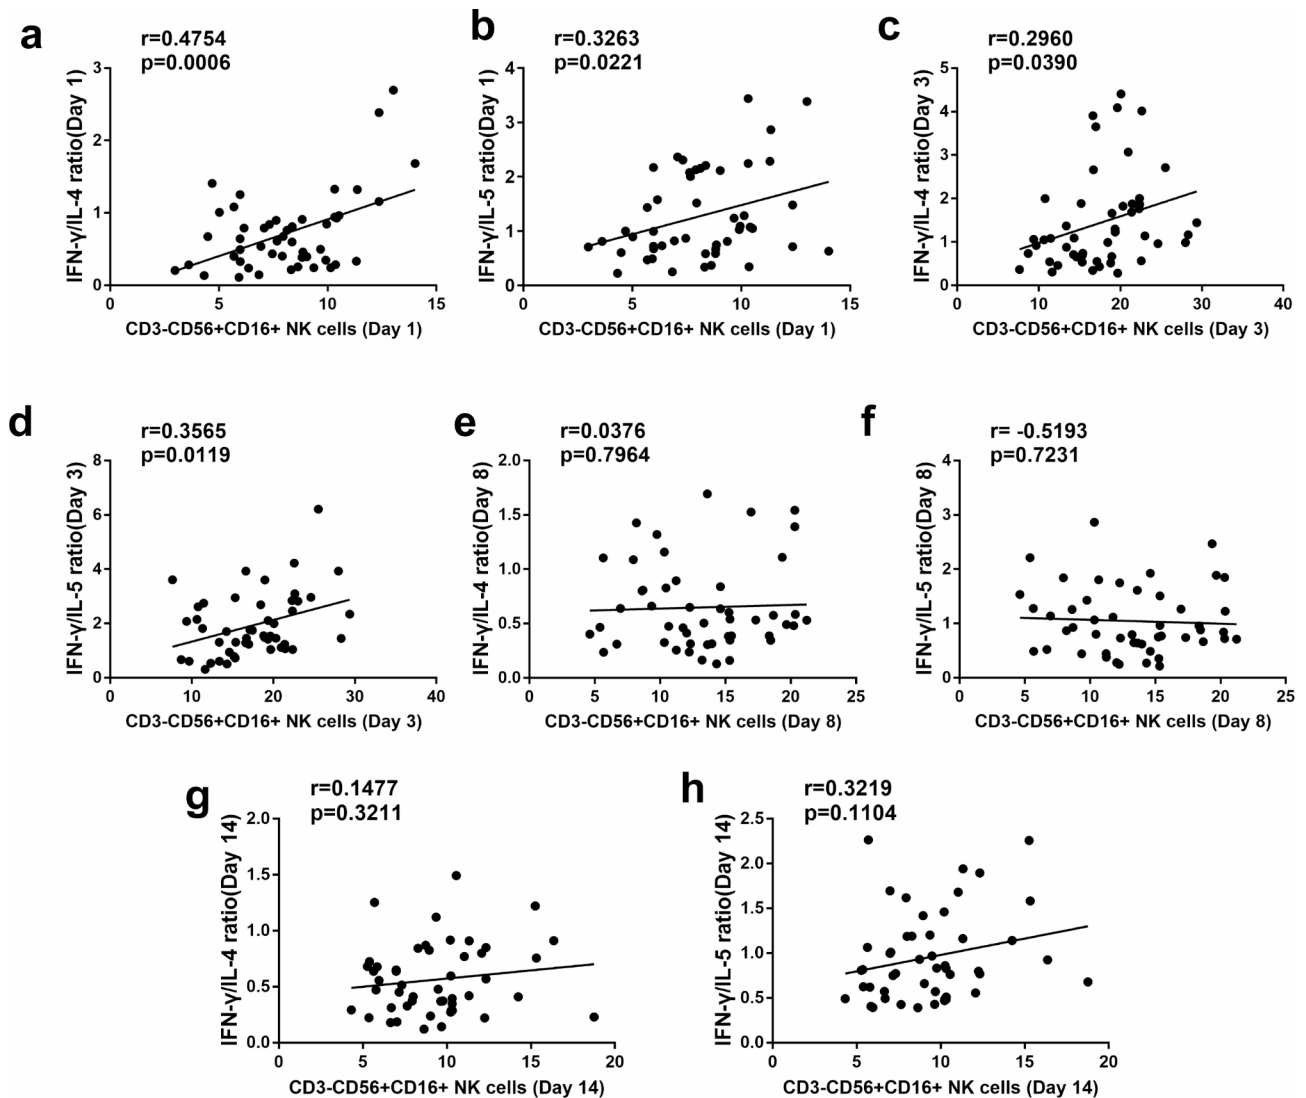 a
r=0.4754
p=0.0006
IFN-γ/IL-4 ratio(Day 1)
3
2
1
0
0 5 10 15
CD3-CD56+CD16+ NK cells (Day 1)
b
r=0.3263
p=0.0221
IFN-γ/IL-5 ratio(Day 1)
4
3
2
1
0
5 10 15
CD3-CD56+CD16+ NK cells (Day 1)
c
r=0.2960
p=0.0390
IFN-γ/IL-4 ratio(Day 3)
5
4
3
2
1
0
0 10 20 30 40
CD3-CD56+CD16+ NK cells (Day 3)
d
r=0.3565
p=0.0119
IFN-γ/IL-5 ratio(Day 3)
8
6
4
2
0
0 10 20 30 40
CD3-CD56+CD16+ NK cells (Day 3)
e
r=0.0376
p=0.7964
IFN-γ/IL-4 ratio(Day 8)
2.0
1.5
1.0
0.5
0.0
0 5 10 15 20 25
CD3-CD56+CD16+ NK cells (Day 8)
f
r= -0.5193
p=0.7231
IFN-γ/IL-5 ratio(Day 8)
4
3
2
1
0
0 5 10 15 20 25
CD3-CD56+CD16+ NK cells (Day 8)
g
r=0.1477
p=0.3211
IFN-γ/IL-4 ratio(Day 14)
2.0
1.5
1.0
0.5
0.0
0 5 10 15 20
CD3-CD56+CD16+ NK cells (Day 14)
h
r=0.3219
p=0.1104
IFN-γ/IL-5 ratio(Day 14)
2.5
2.0
1.5
1.0
0.5
0.0
0 5 10 15 20
CD3-CD56+CD16+ NK cells (Day 14)